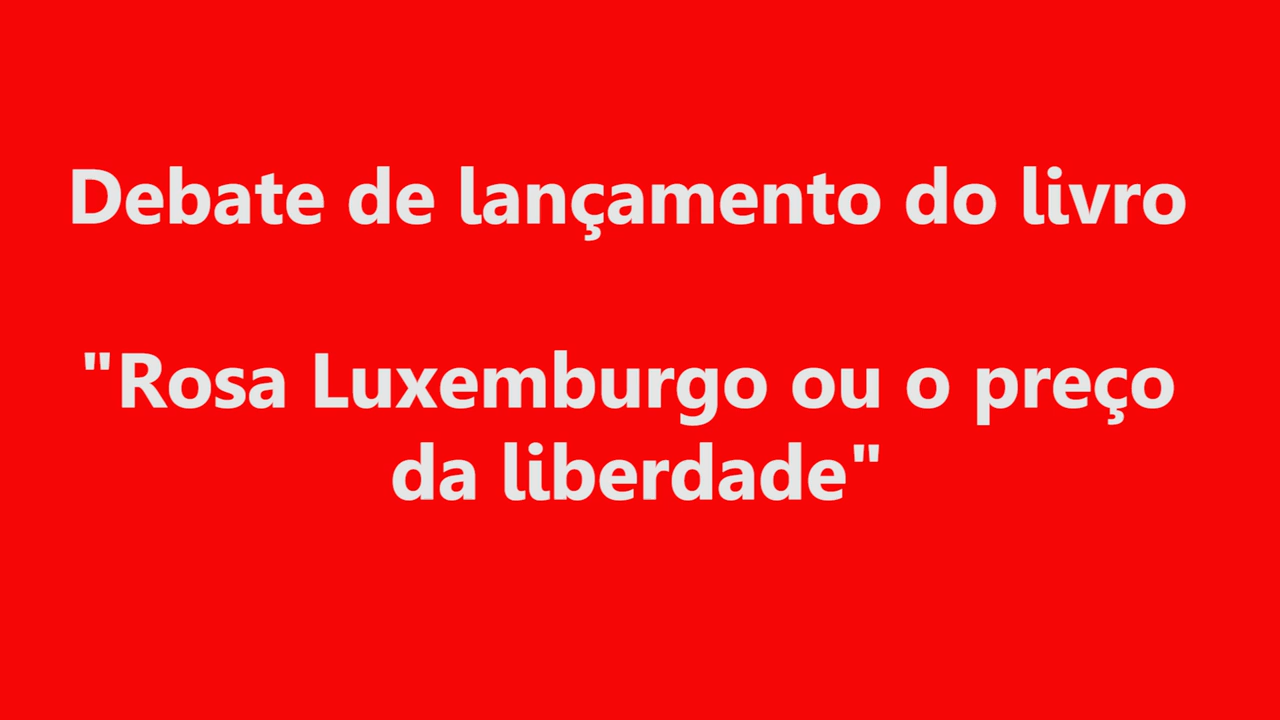 Debate de lançamento do livro
"Rosa Luxemburgo ou o preço
da liberdade"